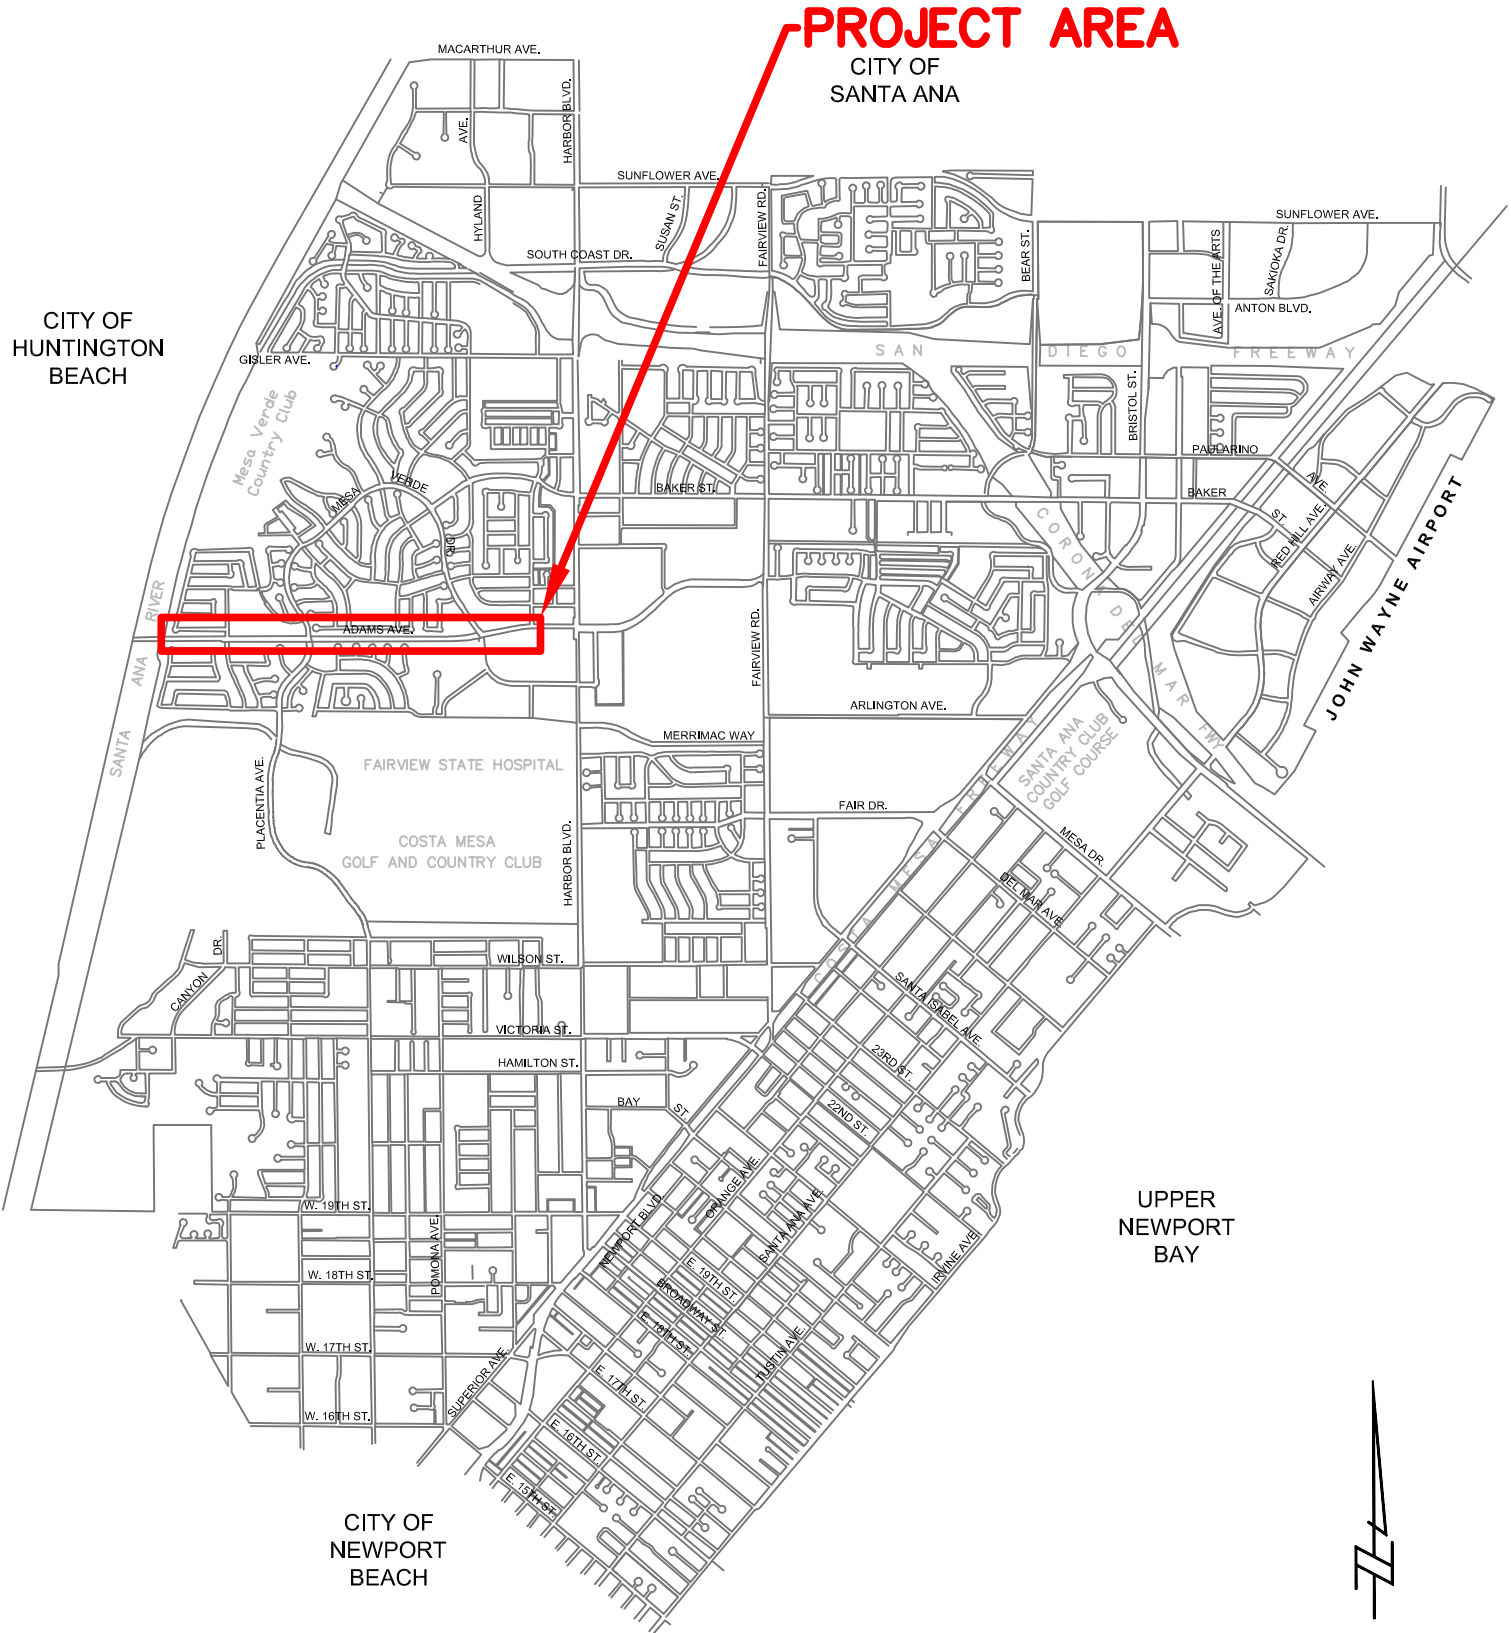 PROJECT AREA
CITY OF
SANTA ANA
MACARTHUR AVE.
HARBOR BLVD.
AVE.
HYLAND
SUNFLOWER AVE.
SUSAN ST.
FAIRVIEW RD.
SOUTH COAST DR.
BEAR ST.
SUNFLOWER AVE.
AVE. OF THE ARTS
SAKIOKA DR.
ANTON BLVD.
CITY OF
HUNTINGTON
BEACH
GISLER AVE.
SAN DIEGO FREEWAY
Mesa Verde
Country Club
BRISTOL ST.
PAULARINO
AVE.
MESA
VERDE
DR.
BAKER ST.
BAKER
ST.
RED HILL AVE.
AIRWAY AVE.
JOHN WAYNE AIRPORT
CORONA DEL MAR FWY
SANTA ANA RIVER
ADAMS AVE.
FAIRVIEW RD.
ARLINGTON AVE.
MERRIMAC WAY
SANTA ANA
COUNTRY CLUB
GOLF COURSE
FAIRVIEW STATE HOSPITAL
PLACENTIA AVE.
COSTA MESA
GOLF AND COUNTRY CLUB
HARBOR BLVD.
FAIR DR.
COSTA MESA FREEWAY
MESA DR.
DEL MAR AVE.
DR.
CANYON
WILSON ST.
SANTA ISABEL AVE.
VICTORIA ST.
HAMILTON ST.
23RD ST.
BAY
ST.
22ND ST.
ORANGE AVE.
SANTA ANA AVE.
W. 19TH ST.
POMONA AVE.
NEWPORT BLVD.
IRVINE AVE.
UPPER
NEWPORT
BAY
W. 18TH ST.
E. 19TH ST.
BROADWAY ST.
E. 18TH ST.
W. 17TH ST.
SUPERIOR AVE.
TUSTIN AVE.
E. 17TH ST.
W. 16TH ST.
E. 16TH ST.
E. 15TH ST.
CITY OF
NEWPORT
BEACH